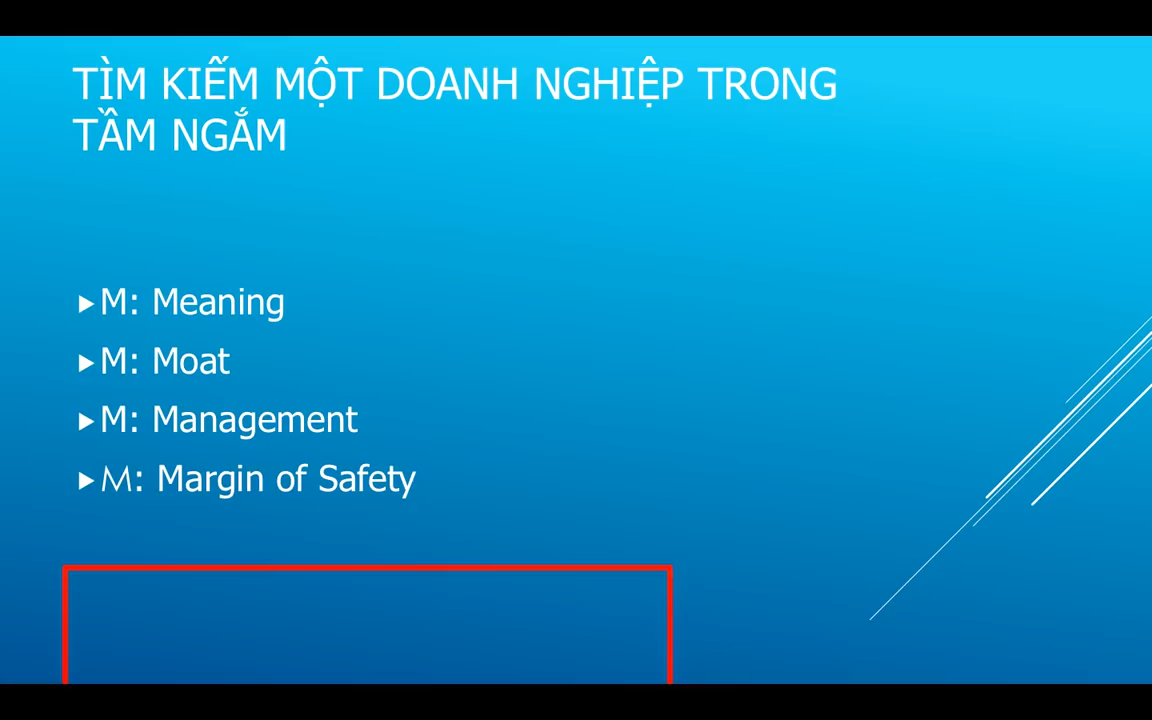 TÌM KIẾM MỘT DOANH NGHIỆP TRONG
TẦM NGẮM
M: Meaning
M: Moat
M: Management
M: Margin of Safety